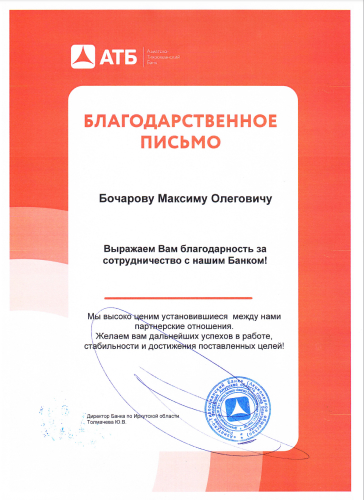 АТБ
Азиатско-
Тихоокеанский
Банк
БЛАГОДАРСТВЕННОЕ
ПИСЬМО
Бочарову Максиму Олеговичу
Выражаем Вам благодарность за
сотрудничество с нашим Банком!
Мы высоко ценим установившиеся между нами
партнерские отношения.
Желаем вам дальнейших успехов в работе,
стабильности и достижения поставленных целей!
Директор Банка по Иркутской области
Толмачева Ю.В.